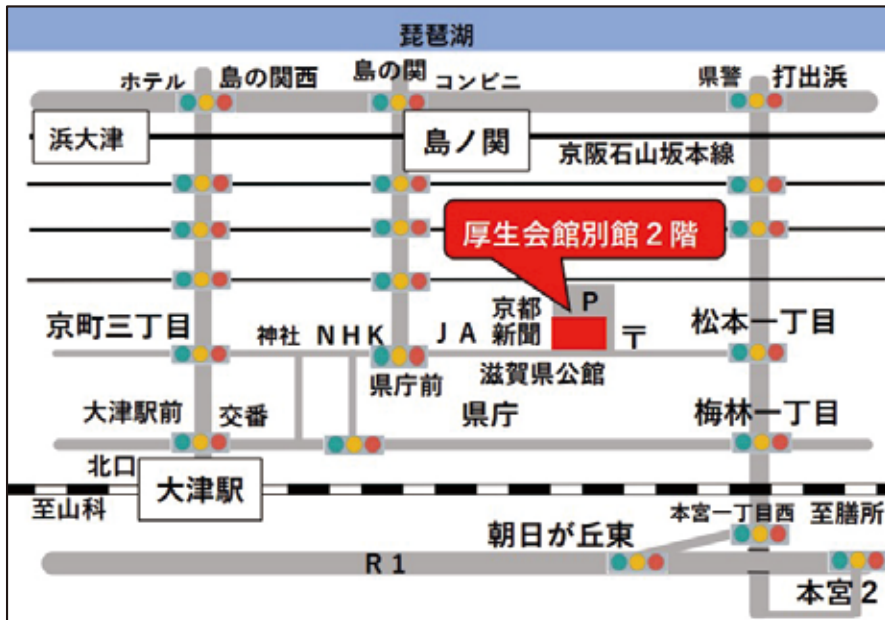 琵琶湖
ホテル
島の関西
島の関
コンビニ
県警
打出浜
浜大津
島ノ関
京阪石山坂本線
厚生会館別館２階
京町三丁目
神社
ＮＨＫ
ＪＡ
京都
新聞
Ｐ
〒
松本一丁目
県庁前
滋賀県公館
大津駅前
交番
県庁
梅林一丁目
北口
大津駅
至山科
朝日が丘東
本宮一丁目西
至膳所
Ｒ１
本宮２